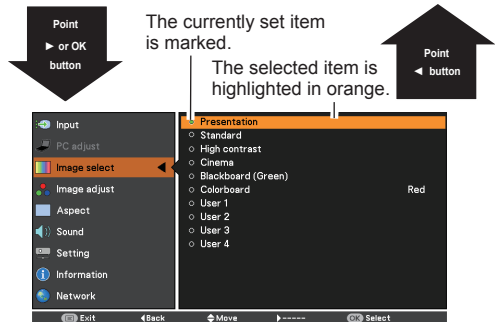 Point
► or OK
button
The currently set item
is marked.
The selected item is
highlighted in orange.
Point
◄ button
Input
PC adjust
Image select
Image adjust
Aspect
Sound
Setting
Information
Network
Presentation
Standard
High contrast
Cinema
Blackboard (Green)
Colorboard Red
User 1
User 2
User 3
User 4
Exit ◄Back Move ►----- OK Select